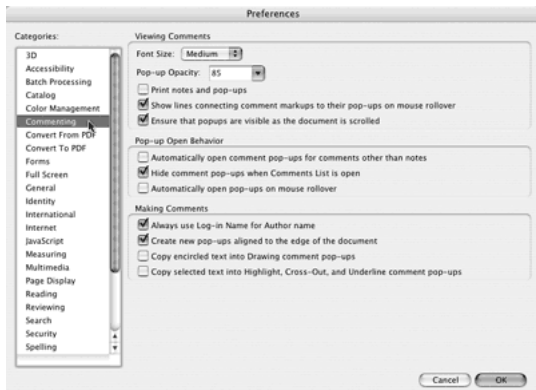 Preferences
Categories:
3D
Accessibility
Batch Processing
Catalog
Color Management
Commenting
Convert From PDF
Convert To PDF
Forms
Full Screen
General
Identity
International
Internet
JavaScript
Measuring
Multimedia
Page Display
Reading
Reviewing
Search
Security
Spelling
Viewing Comments
Font Size: Medium
Pop-up Opacity: 85
Print notes and pop-ups
Show lines connecting comment markups to their pop-ups on mouse rollover
Ensure that popups are visible as the document is scrolled
Pop-up Open Behavior
Automatically open comment pop-ups for comments other than notes
Hide comment pop-ups when Comments List is open
Automatically open pop-ups on mouse rollover
Making Comments
Always use Log-in Name for Author name
Create new pop-ups aligned to the edge of the document
Copy encircled text into Drawing comment pop-ups
Copy selected text into Highlight, Cross-Out, and Underline comment pop-ups
Cancel OK